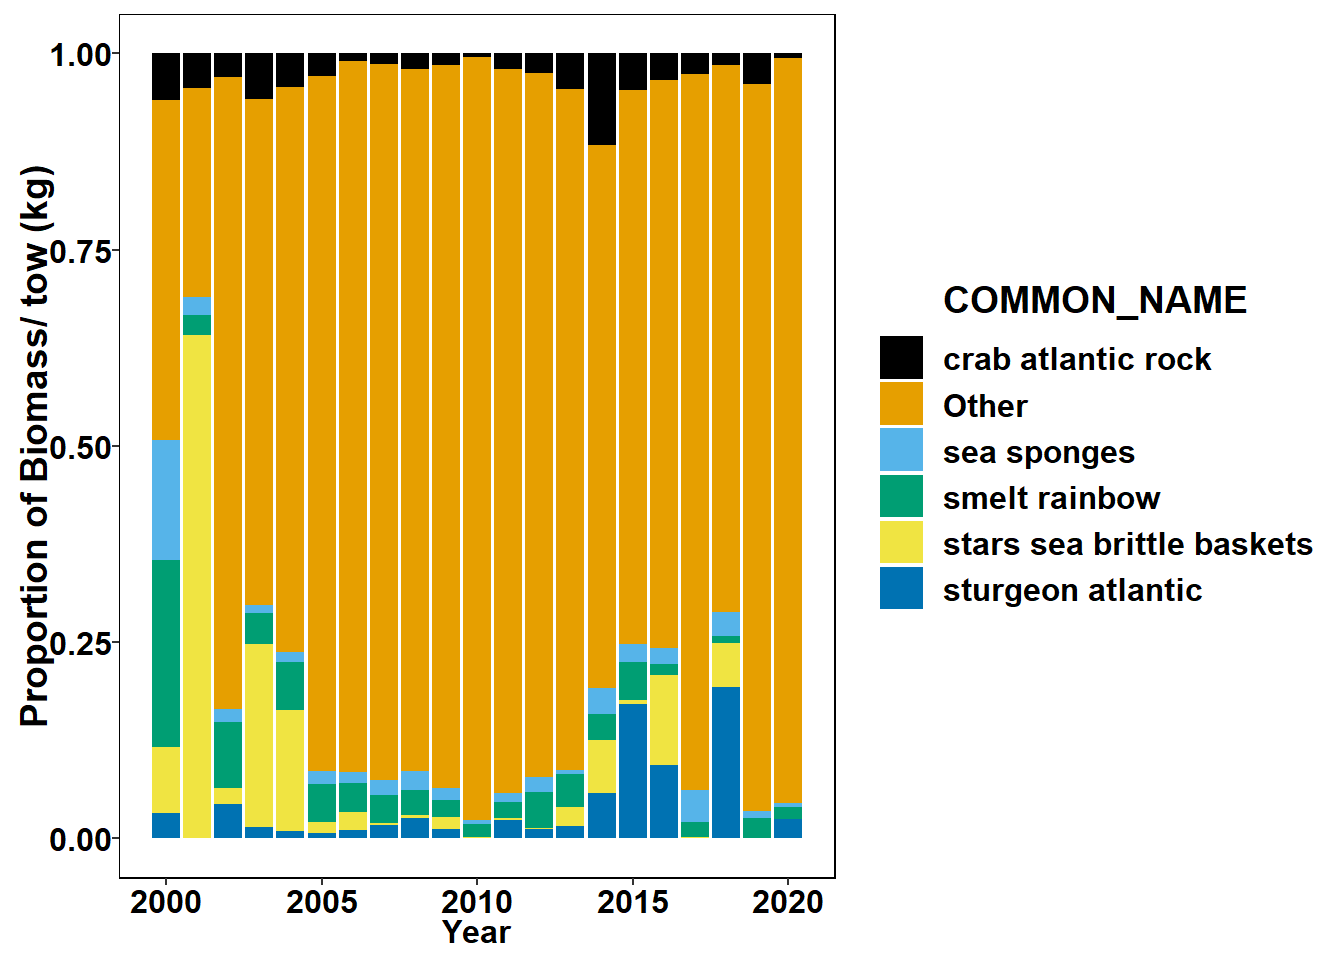 Proportion of Biomass/ tow (kg)
1.00
0.75
0.50
0.25
0.00
2000 2005 2010 2015 2020
Year
COMMON_NAME
crab atlantic rock
Other
sea sponges
smelt rainbow
stars sea brittle baskets
sturgeon atlantic